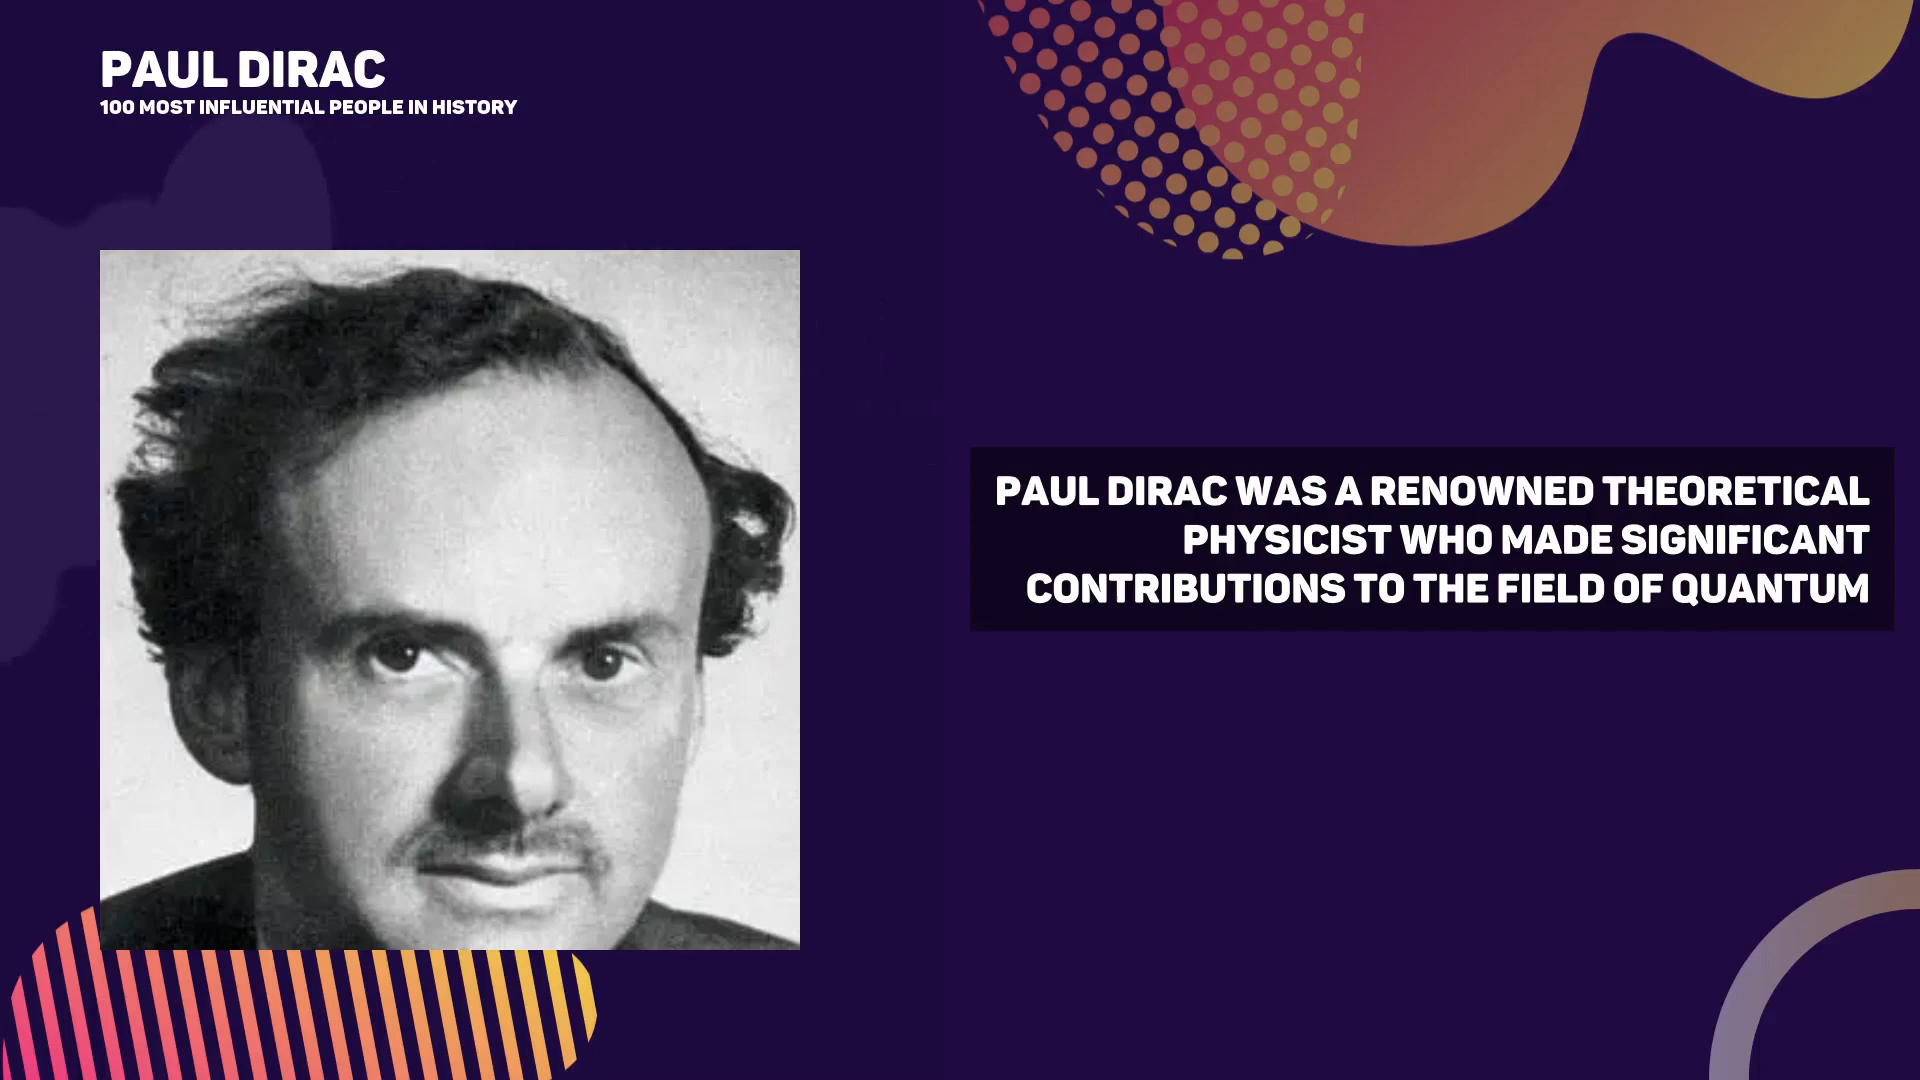 PAUL DIRAC
100 MOST INFLUENTIAL PEOPLE IN HISTORY
PAUL DIRAC WAS A RENOWNED THEORETICAL
PHYSICIST WHO MADE SIGNIFICANT
CONTRIBUTIONS TO THE FIELD OF QUANTUM